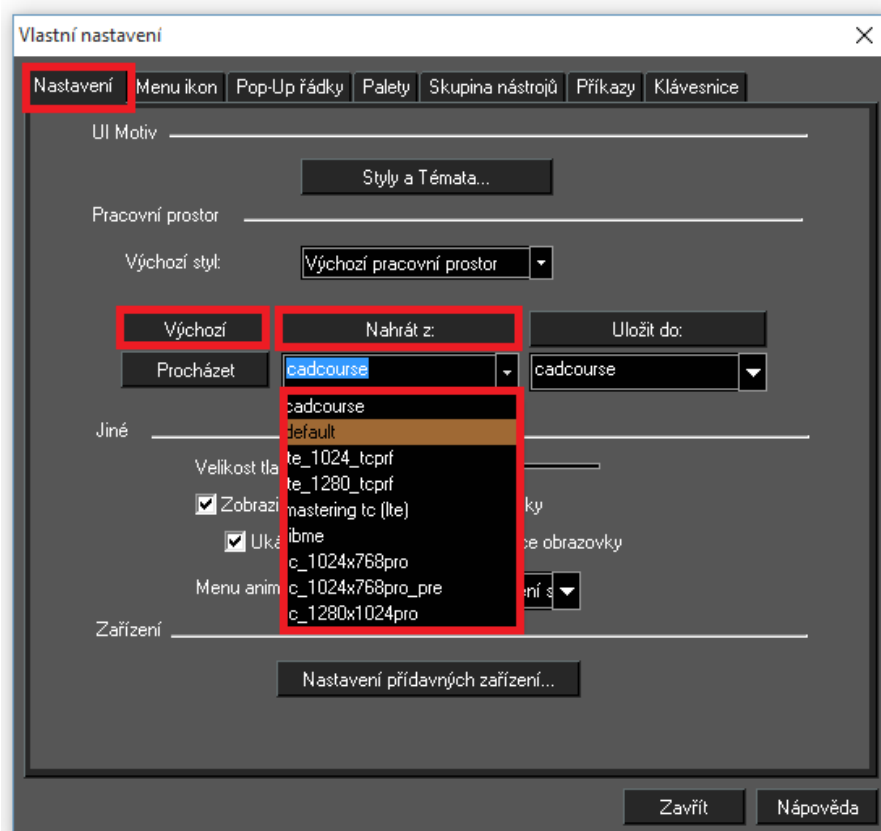 Vlastní nastavení
Nastavení Menu ikon Pop-Up řádky Palety Skupina nástrojů Příkazy Klávesnice
UI Motiv
Styly a Témata...
Pracovní prostor
Výchozí styl: Výchozí pracovní prostor
Výchozí Nahrát z: Uložit do:
Procházet cadcourse cadcourse
cadcourse
Jiné default
te_1024_tcprf
Velikost tla
te_1280_tcprf
Zobrazi mastering tc (lte) ky
ibme
Uká ce obrazovky
c_1024x768pro
Menu anim c_1024x768pro_pre ení s
c_1280x1024pro
Zařízení
Nastavení přídavných zařízení...
Zavřít Nápověda